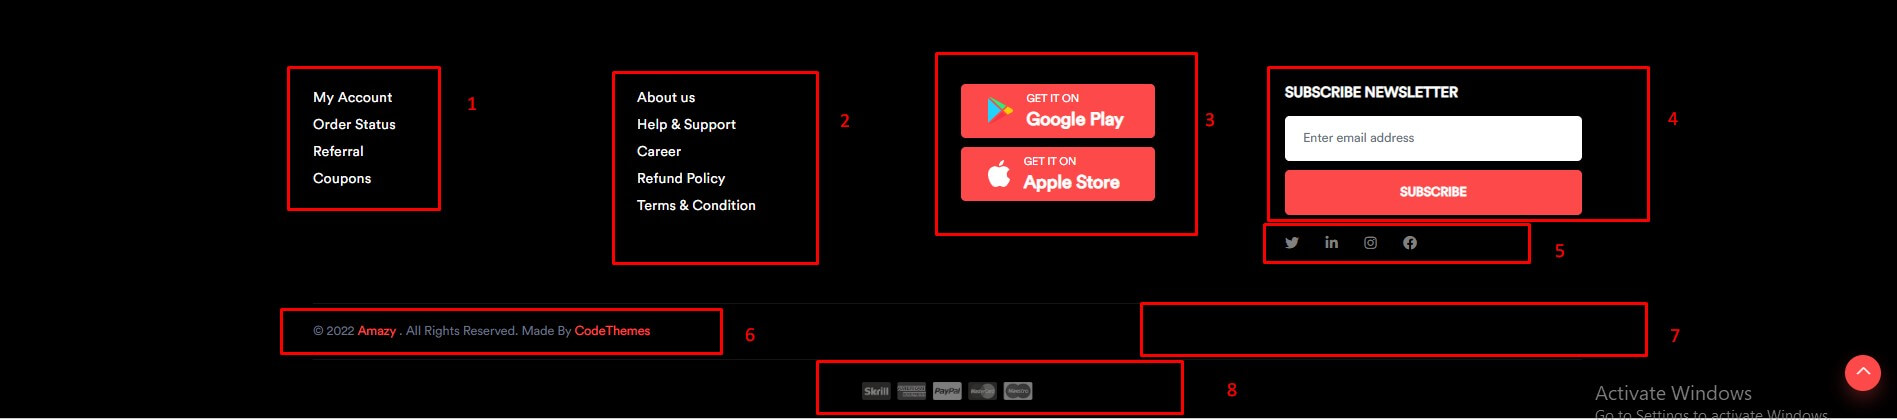 My Account
Order Status
Referral
Coupons
1
About us
Help & Support
Career
Refund Policy
Terms & Condition
2
GET IT ON
Google Play
GET IT ON
Apple Store
3
SUBSCRIBE NEWSLETTER
Enter email address
SUBSCRIBE
4
5
© 2022 Amazy . All Rights Reserved. Made By CodeThemes
6
7
Skrill
PayPal
MasterCard
Maestro
8
Activate Windows
Go to Settings to activate Windows.